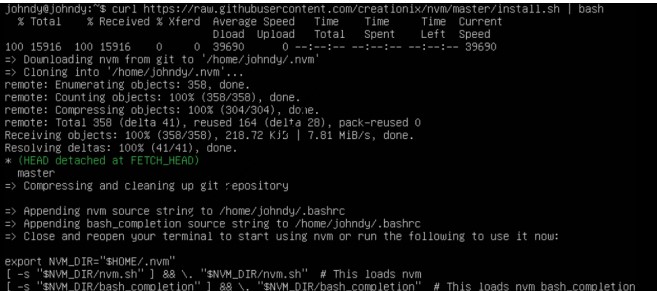 johndy@johndy:~$ curl https://raw.githubusercontent.com/creationix/nvm/master/install.sh | bash
% Total % Received % Xferd Average Speed Time Time Time Current
Dload Upload Total Spent Left Speed
100 15916 100 15916 0 0 39690 0 --:--:-- --:--:-- --:--:-- 39690
=> Downloading nvm from git to '/home/johndy/.nvm'
=> Cloning into '/home/johndy/.nvm'...
remote: Enumerating objects: 358, done.
remote: Counting objects: 100% (358/358), done.
remote: Compressing objects: 100% (304/304), done.
remote: Total 358 (delta 41), reused 164 (delta 28), pack-reused 0
Receiving objects: 100% (358/358), 218.72 KiB | 7.81 MiB/s, done.
Resolving deltas: 100% (41/41), done.
* (HEAD detached at FETCH_HEAD)
master
=> Compressing and cleaning up git repository
=> Appending nvm source string to /home/johndy/.bashrc
=> Appending bash_completion source string to /home/johndy/.bashrc
=> Close and reopen your terminal to start using nvm or run the following to use it now:
export NVM_DIR="$HOME/.nvm"
[ -s "$NVM_DIR/nvm.sh" ] && \. "$NVM_DIR/nvm.sh" # This loads nvm
[ -s "$NVM_DIR/bash_completion" ] && \. "$NVM_DIR/bash_completion" # This loads nvm bash_completion